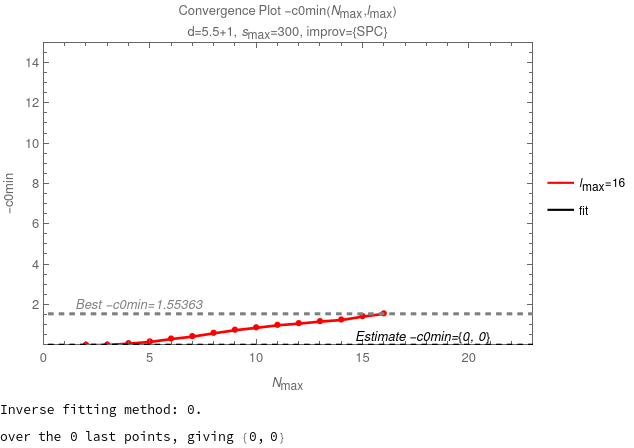 Convergence Plot −c0min(Nmax,lmax)
d=5.5+1, smax=300, improv={SPC}
14
12
10
8
6
4
2
−c0min
Best −c0min=1.55363
Estimate −c0min={0, 0}
0
5
10
15
20
Nmax
lmax=16
fit
Inverse fitting method: 0.
over the 0 last points, giving {0, 0}